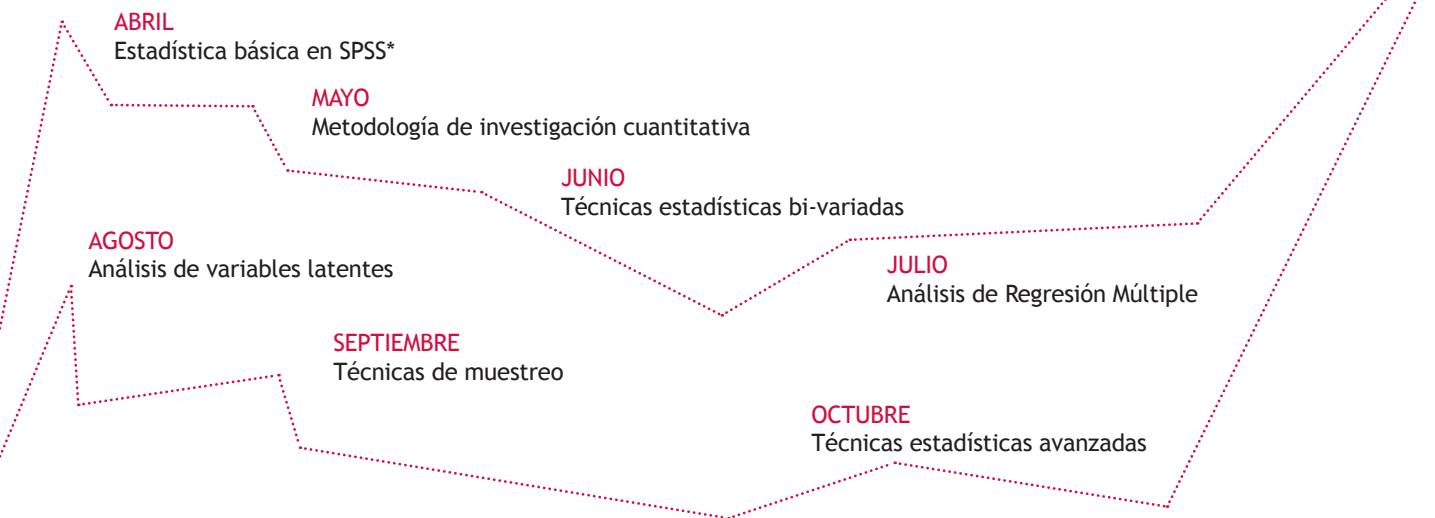 ABRIL
Estadística básica en SPSS*
MAYO
Metodología de investigación cuantitativa
JUNIO
Técnicas estadísticas bi-variadas
JULIO
Análisis de Regresión Múltiple
AGOSTO
Análisis de variables latentes
SEPTIEMBRE
Técnicas de muestreo
OCTUBRE
Técnicas estadísticas avanzadas